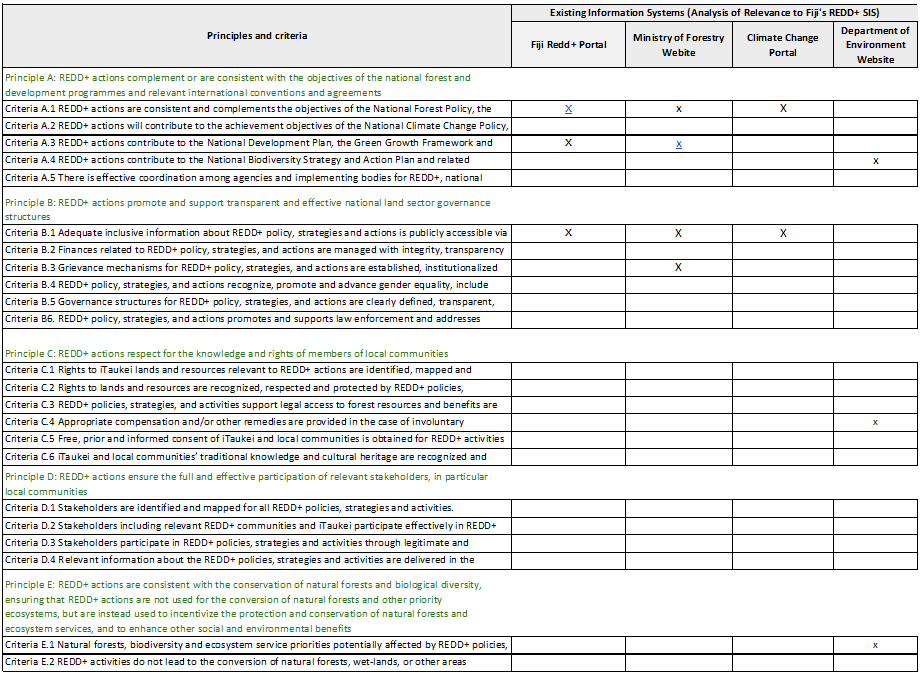 Existing Information Systems (Analysis of Relevance to Fiji's REDD+ SIS)
Principles and criteria
Fiji Redd+ Portal
Ministry of Forestry
Webite
Climate Change
Portal
Department of
Environment
Website
Principle A: REDD+ actions complement or are consistent with the objectives of the national forest and
development programmes and relevant international conventions and agreements
Criteria A.1 REDD+ actions are consistent and complements the objectives of the National Forest Policy, the X x X
Criteria A.2 REDD+ actions will contribute to the achievement objectives of the National Climate Change Policy,
Criteria A.3 REDD+ actions contribute to the National Development Plan, the Green Growth Framework and X x
Criteria A.4 REDD+ actions contribute to the National Biodiversity Strategy and Action Plan and related x
Criteria A.5 There is effective coordination among agencies and implementing bodies for REDD+, national
Principle B: REDD+ actions promote and support transparent and effective national land sector governance
structures
Criteria B.1 Adequate inclusive information about REDD+ policy, strategies and actions is publicly accessible via X X X
Criteria B.2 Finances related to REDD+ policy, strategies, and actions are managed with integrity, transparency
Criteria B.3 Grievance mechanisms for REDD+ policy, strategies, and actions are established, institutionalized X
Criteria B.4 REDD+ policy, strategies, and actions recognize, promote and advance gender equality, include
Criteria B.5 Governance structures for REDD+ policy, strategies, and actions are clearly defined, transparent,
Criteria B6. REDD+ policy, strategies, and actions promotes and supports law enforcement and addresses
Principle C: REDD+ actions respect for the knowledge and rights of members of local communities
Criteria C.1 Rights to iTaukei lands and resources relevant to REDD+ actions are identified, mapped and
Criteria C.2 Rights to lands and resources are recognized, respected and protected by REDD+ policies,
Criteria C.3 REDD+ policies, strategies, and activities support legal access to forest resources and benefits are
Criteria C.4 Appropriate compensation and/or other remedies are provided in the case of involuntary x
Criteria C.5 Free, prior and informed consent of iTaukei and local communities is obtained for REDD+ activities
Criteria C.6 iTaukei and local communities' traditional knowledge and cultural heritage are recognized and
Principle D: REDD+ actions ensure the full and effective participation of relevant stakeholders, in particular
local communities
Criteria D.1 Stakeholders are identified and mapped for all REDD+ policies, strategies and activities.
Criteria D.2 Stakeholders including relevant REDD+ communities and iTaukei participate effectively in REDD+
Criteria D.3 Stakeholders participate in REDD+ policies, strategies and activities through legitimate and
Criteria D.4 Relevant information about the REDD+ policies, strategies and activities are delivered in the
Principle E: REDD+ actions are consistent with the conservation of natural forests and biological diversity,
ensuring that REDD+ actions are not used for the conversion of natural forests and other priority
ecosystems, but are instead used to incentivize the protection and conservation of natural forests and
ecosystem services, and to enhance other social and environmental benefits
Criteria E.1 Natural forests, biodiversity and ecosystem service priorities potentially affected by REDD+ policies, x
Criteria E.2 REDD+ activities do not lead to the conversion of natural forests, wet-lands, or other areas